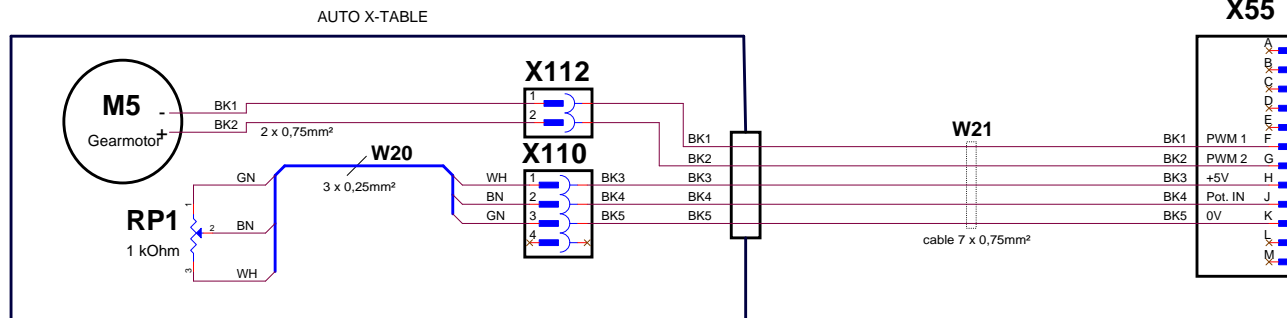 AUTO X-TABLE
X55
M5
Gearmotor
-
+
BK1
BK2
2 x 0,75mm²
X112
1
2
W20
3 x 0,25mm²
X110
WH
BN
GN
1
2
3
4
BK3
BK4
BK5
GN
BN
WH
RP1
1 kOhm
1
2
3
BK1
BK2
BK3
BK4
BK5
W21
cable 7 x 0,75mm²
A
B
C
D
E
BK1 PWM 1 F
BK2 PWM 2 G
BK3 +5V H
BK4 Pot. IN J
BK5 0V K
L
M